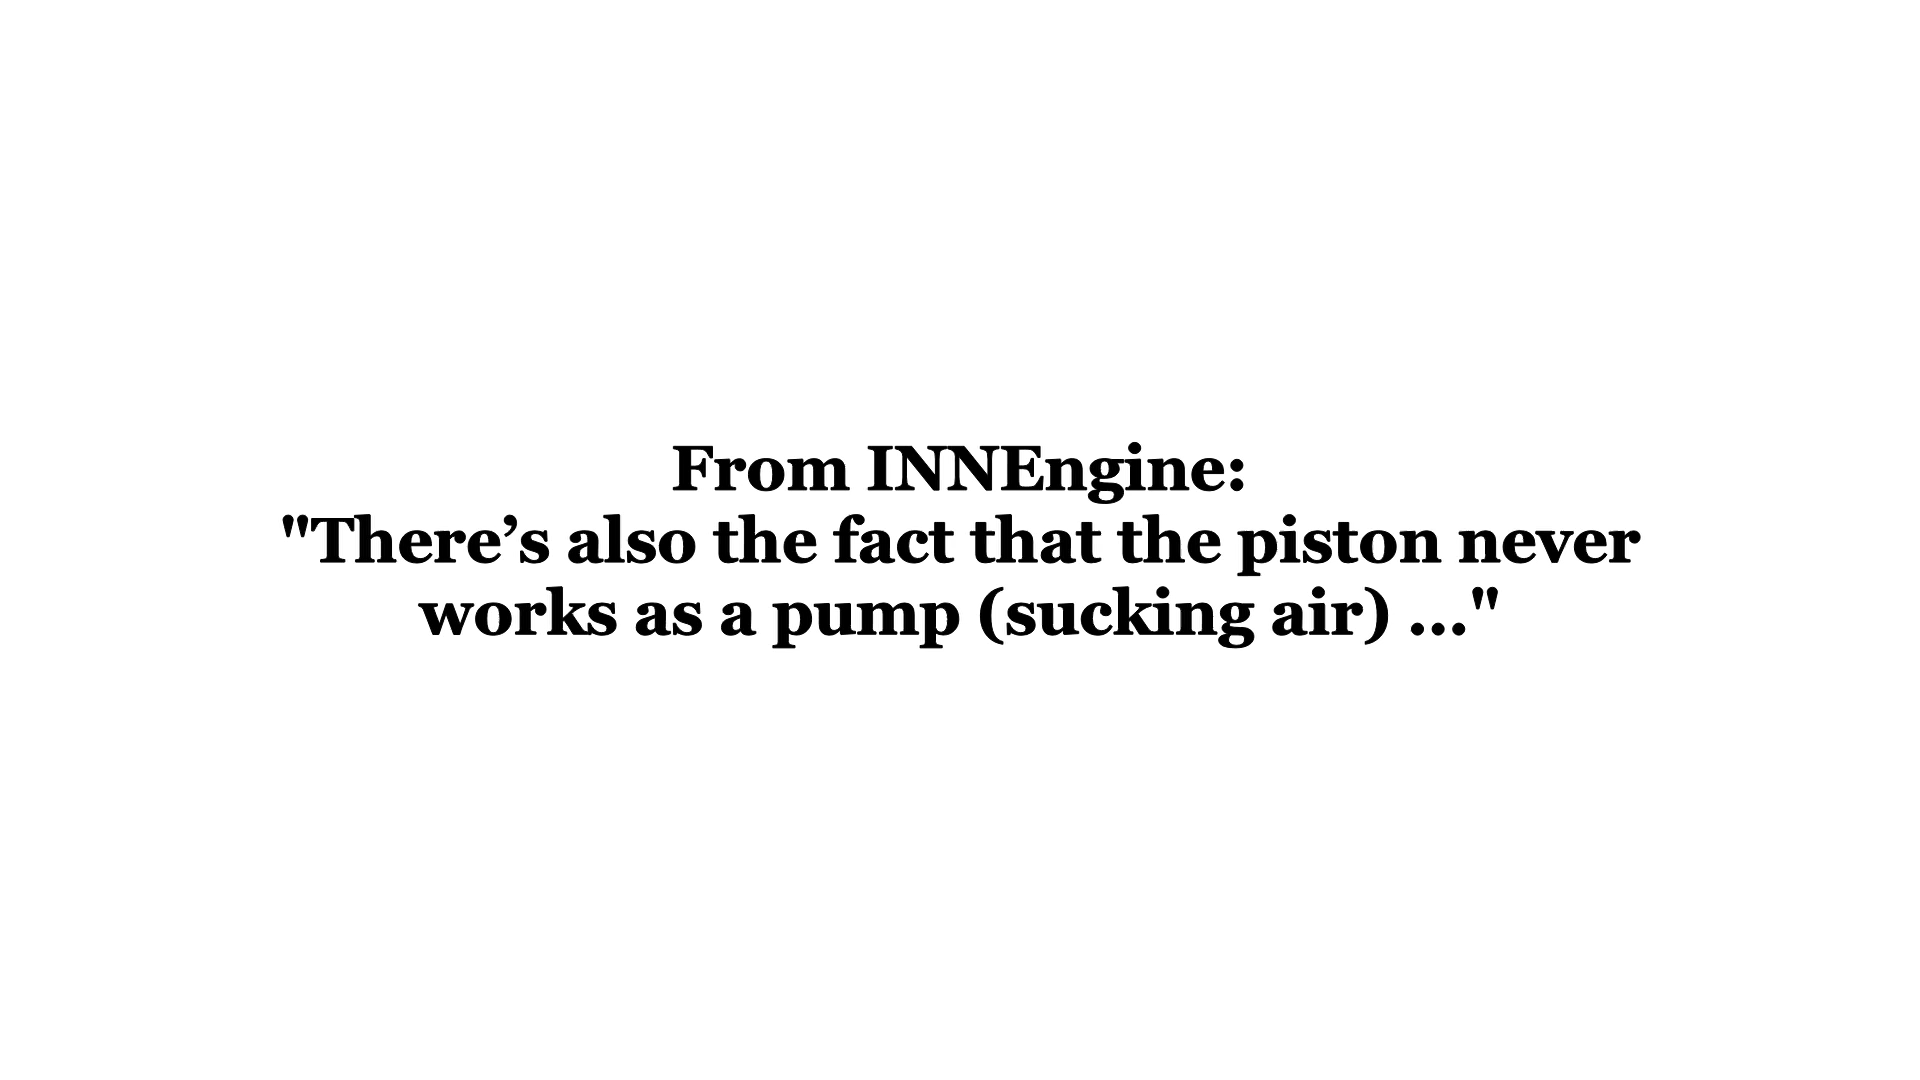 From INNEngine:
"There’s also the fact that the piston never
works as a pump (sucking air) ..."